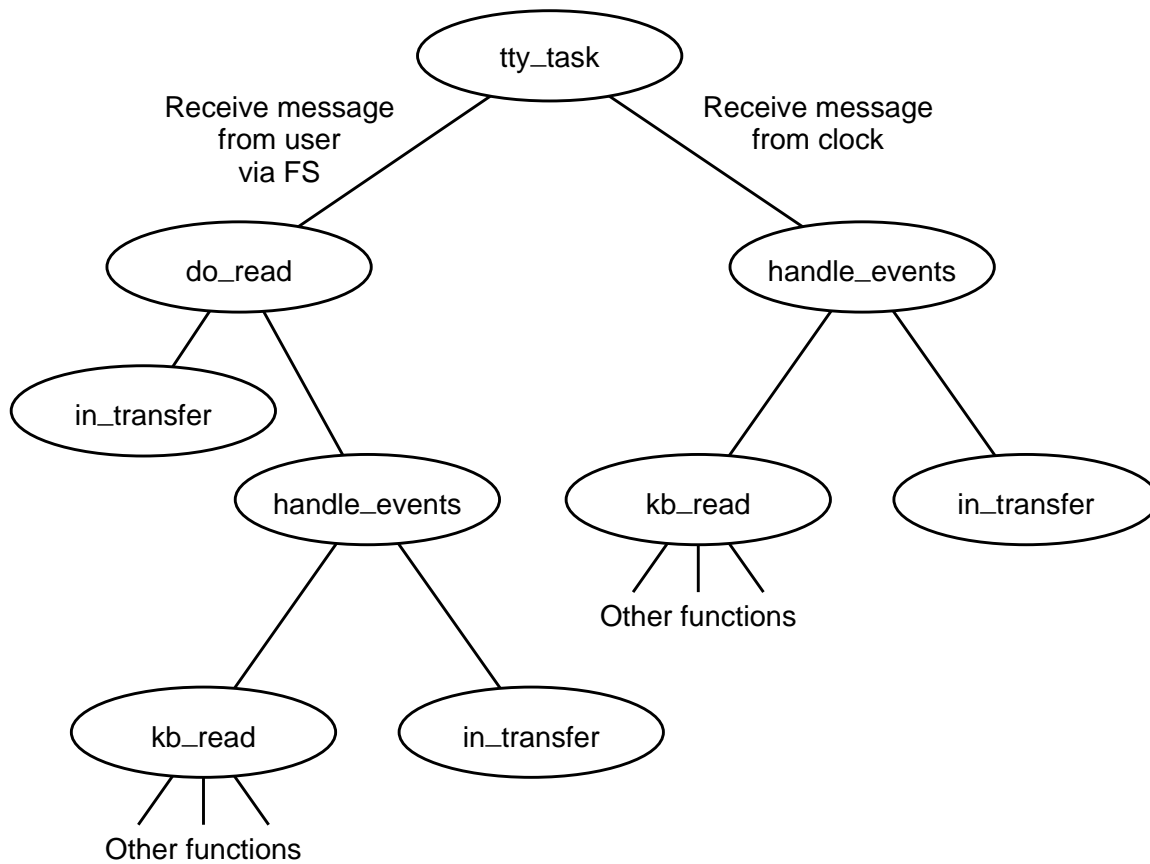 tty_task
Receive message
from user
via FS
Receive message
from clock
do_read
handle_events
in_transfer
handle_events
kb_read
in_transfer
Other functions
kb_read
in_transfer
Other functions